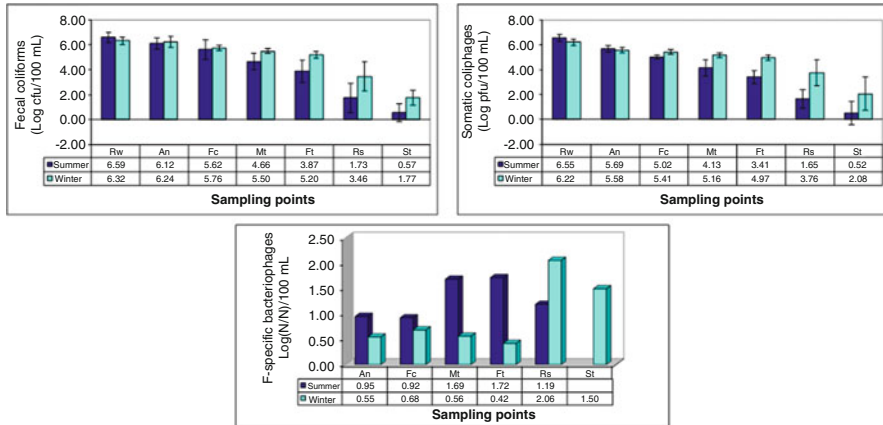 Fecal coliforms
(Log cfu/100 mL)
8.00
6.00
4.00
2.00
0.00
-2.00
Rw An Fc Mt Ft Rs St
Summer 6.59 6.12 5.62 4.66 3.87 1.73 0.57
Winter 6.32 6.24 5.76 5.50 5.20 3.46 1.77
Sampling points
Somatic coliphages
(Log pfu/100 mL)
8.00
6.00
4.00
2.00
0.00
-2.00
Rw An Fc Mt Ft Rs St
Summer 6.55 5.69 5.02 4.13 3.41 1.65 0.52
Winter 6.22 5.58 5.41 5.16 4.97 3.76 2.08
Sampling points
F-specific bacteriophages
Log(N/N)/100 mL
2.50
2.00
1.50
1.00
0.50
0.00
An Fc Mt Ft Rs St
Summer 0.95 0.92 1.69 1.72 1.19
Winter 0.55 0.68 0.56 0.42 2.06 1.50
Sampling points